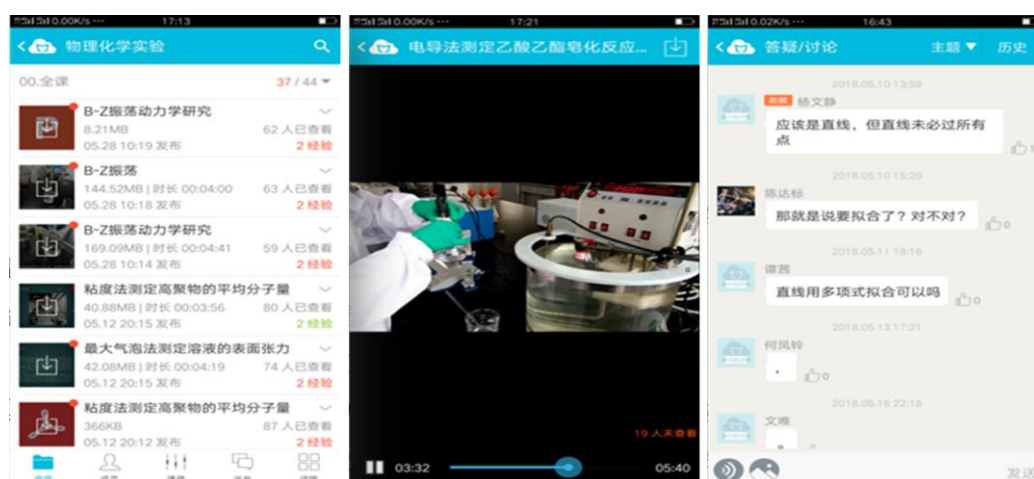 0.00K/s ··· 17:13
物理化学实验
00.全课 37 / 44
B-Z振荡动力学研究
8.21MB 62 人已查看
05.28 10:19 发布 2 经验
B-Z振荡
144.52MB | 时长 00:04:00 63 人已查看
05.28 10:18 发布 2 经验
B-Z振荡动力学研究
169.09MB | 时长 00:04:41 59 人已查看
05.28 10:14 发布 2 经验
粘度法测定高聚物的平均分子量
40.88MB | 时长 00:03:56 80 人已查看
05.12 20:15 发布 2 经验
最大气泡法测定溶液的表面张力
42.08MB | 时长 00:04:19 74 人已查看
05.12 20:15 发布 2 经验
粘度法测定高聚物的平均分子量
366KB 87 人已查看
05.12 20:12 发布 2 经验
0.00K/s ··· 17:21
电导法测定乙酸乙酯皂化反应...
19 人未查看
03:32 05:40
0.02K/s ··· 16:43
答疑/讨论 主题 历史
2018.05.10 13:58
杨文静
应该是直线，但直线未必过所有
点
1
2018.05.10 15:20
陈达标
那就是说要拟合了？对不对？
0
2018.05.11 18:16
谭茜
直线用多项式拟合可以吗
0
2018.05.13 17:21
何凤铃
，
0
2018.05.16 22:18
文唯
。
发送